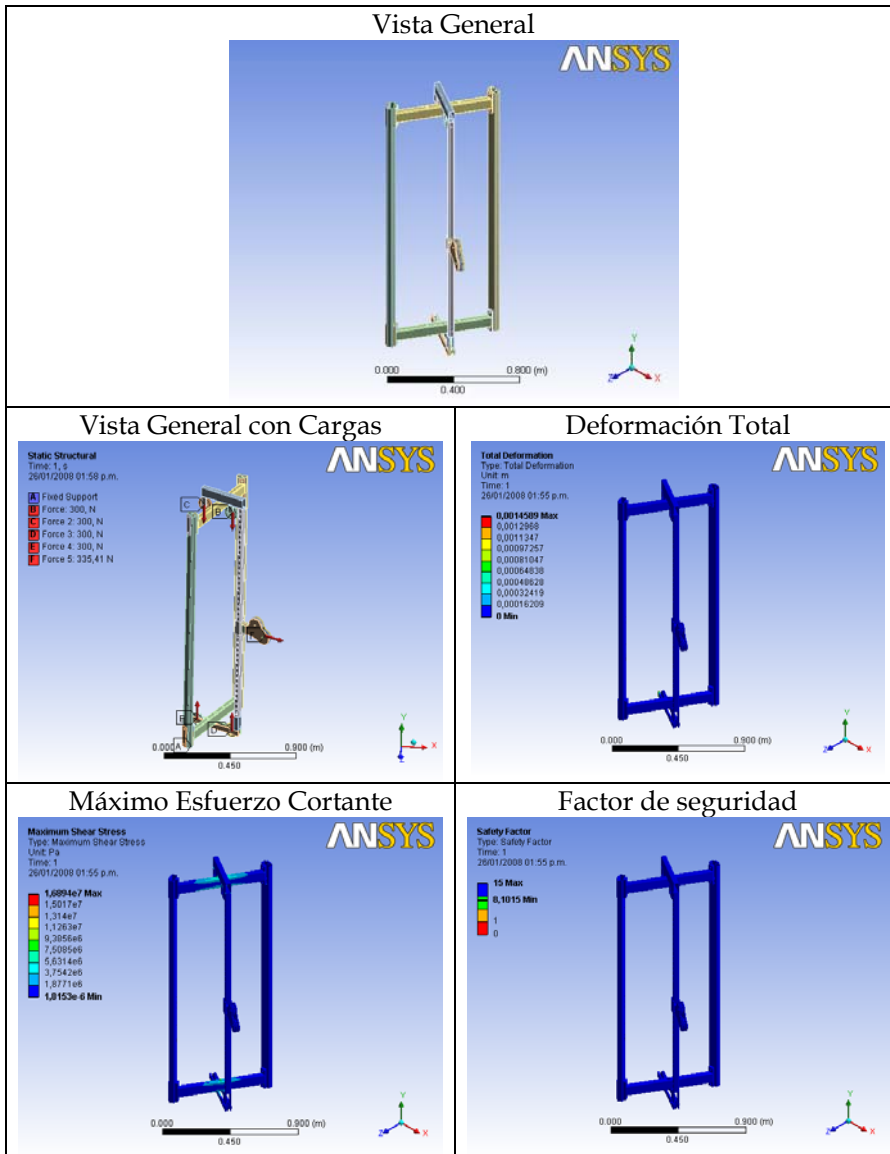 Vista General
ANSYS
0.000
0.800 (m)
0.400
Y
Z
X
Vista General con Cargas
Static Structural
Time: 1, s
26/01/2008 01:58 p.m.
A Fixed Support
B Force: 300, N
C Force 2: 300, N
D Force 3: 300, N
E Force 4: 300, N
F Force 5: 335,41 N
ANSYS
C
B
F
E
D
A
0.000
0.900 (m)
0.450
Y
X
Z
Deformación Total
Total Deformation
Type: Total Deformation
Unit: m
Time: 1
26/01/2008 01:55 p.m.
0,0014589 Max
0,0012968
0,0011347
0,00097257
0,00081047
0,00064838
0,00048628
0,00032419
0,00016209
0 Min
ANSYS
0.000
0.900 (m)
0.450
Y
Z
X
Máximo Esfuerzo Cortante
Maximum Shear Stress
Type: Maximum Shear Stress
Unit: Pa
Time: 1
26/01/2008 01:55 p.m.
1,6894e7 Max
1,5017e7
1,314e7
1,1263e7
9,3856e6
7,5085e6
5,6314e6
3,7542e6
1,8771e6
1,8153e-6 Min
ANSYS
0.000
0.900 (m)
0.450
Y
Z
X
Factor de seguridad
Safety Factor
Type: Safety Factor
Time: 1
26/01/2008 01:55 p.m.
15 Max
8,1015 Min
1
0
ANSYS
0.000
0.900 (m)
0.450
Y
Z
X